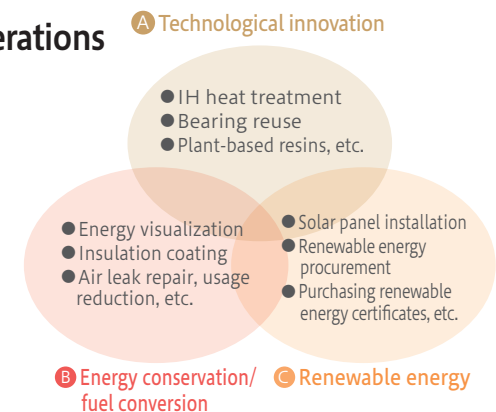 erations
A Technological innovation
● IH heat treatment
● Bearing reuse
● Plant-based resins, etc.
● Energy visualization
● Insulation coating
● Air leak repair, usage
reduction, etc.
● Solar panel installation
● Renewable energy
procurement
● Purchasing renewable
energy certificates, etc.
B Energy conservation/
fuel conversion
C Renewable energy